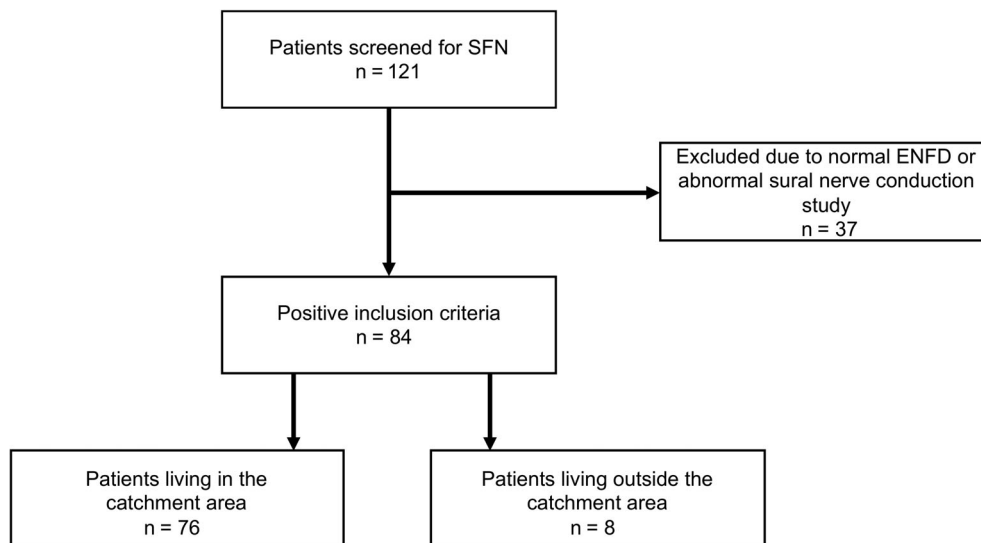 Patients screened for SFN
n = 121
Excluded due to normal ENFD or
abnormal sural nerve conduction
study
n = 37
Positive inclusion criteria
n = 84
Patients living in the
catchment area
n = 76
Patients living outside the
catchment area
n = 8